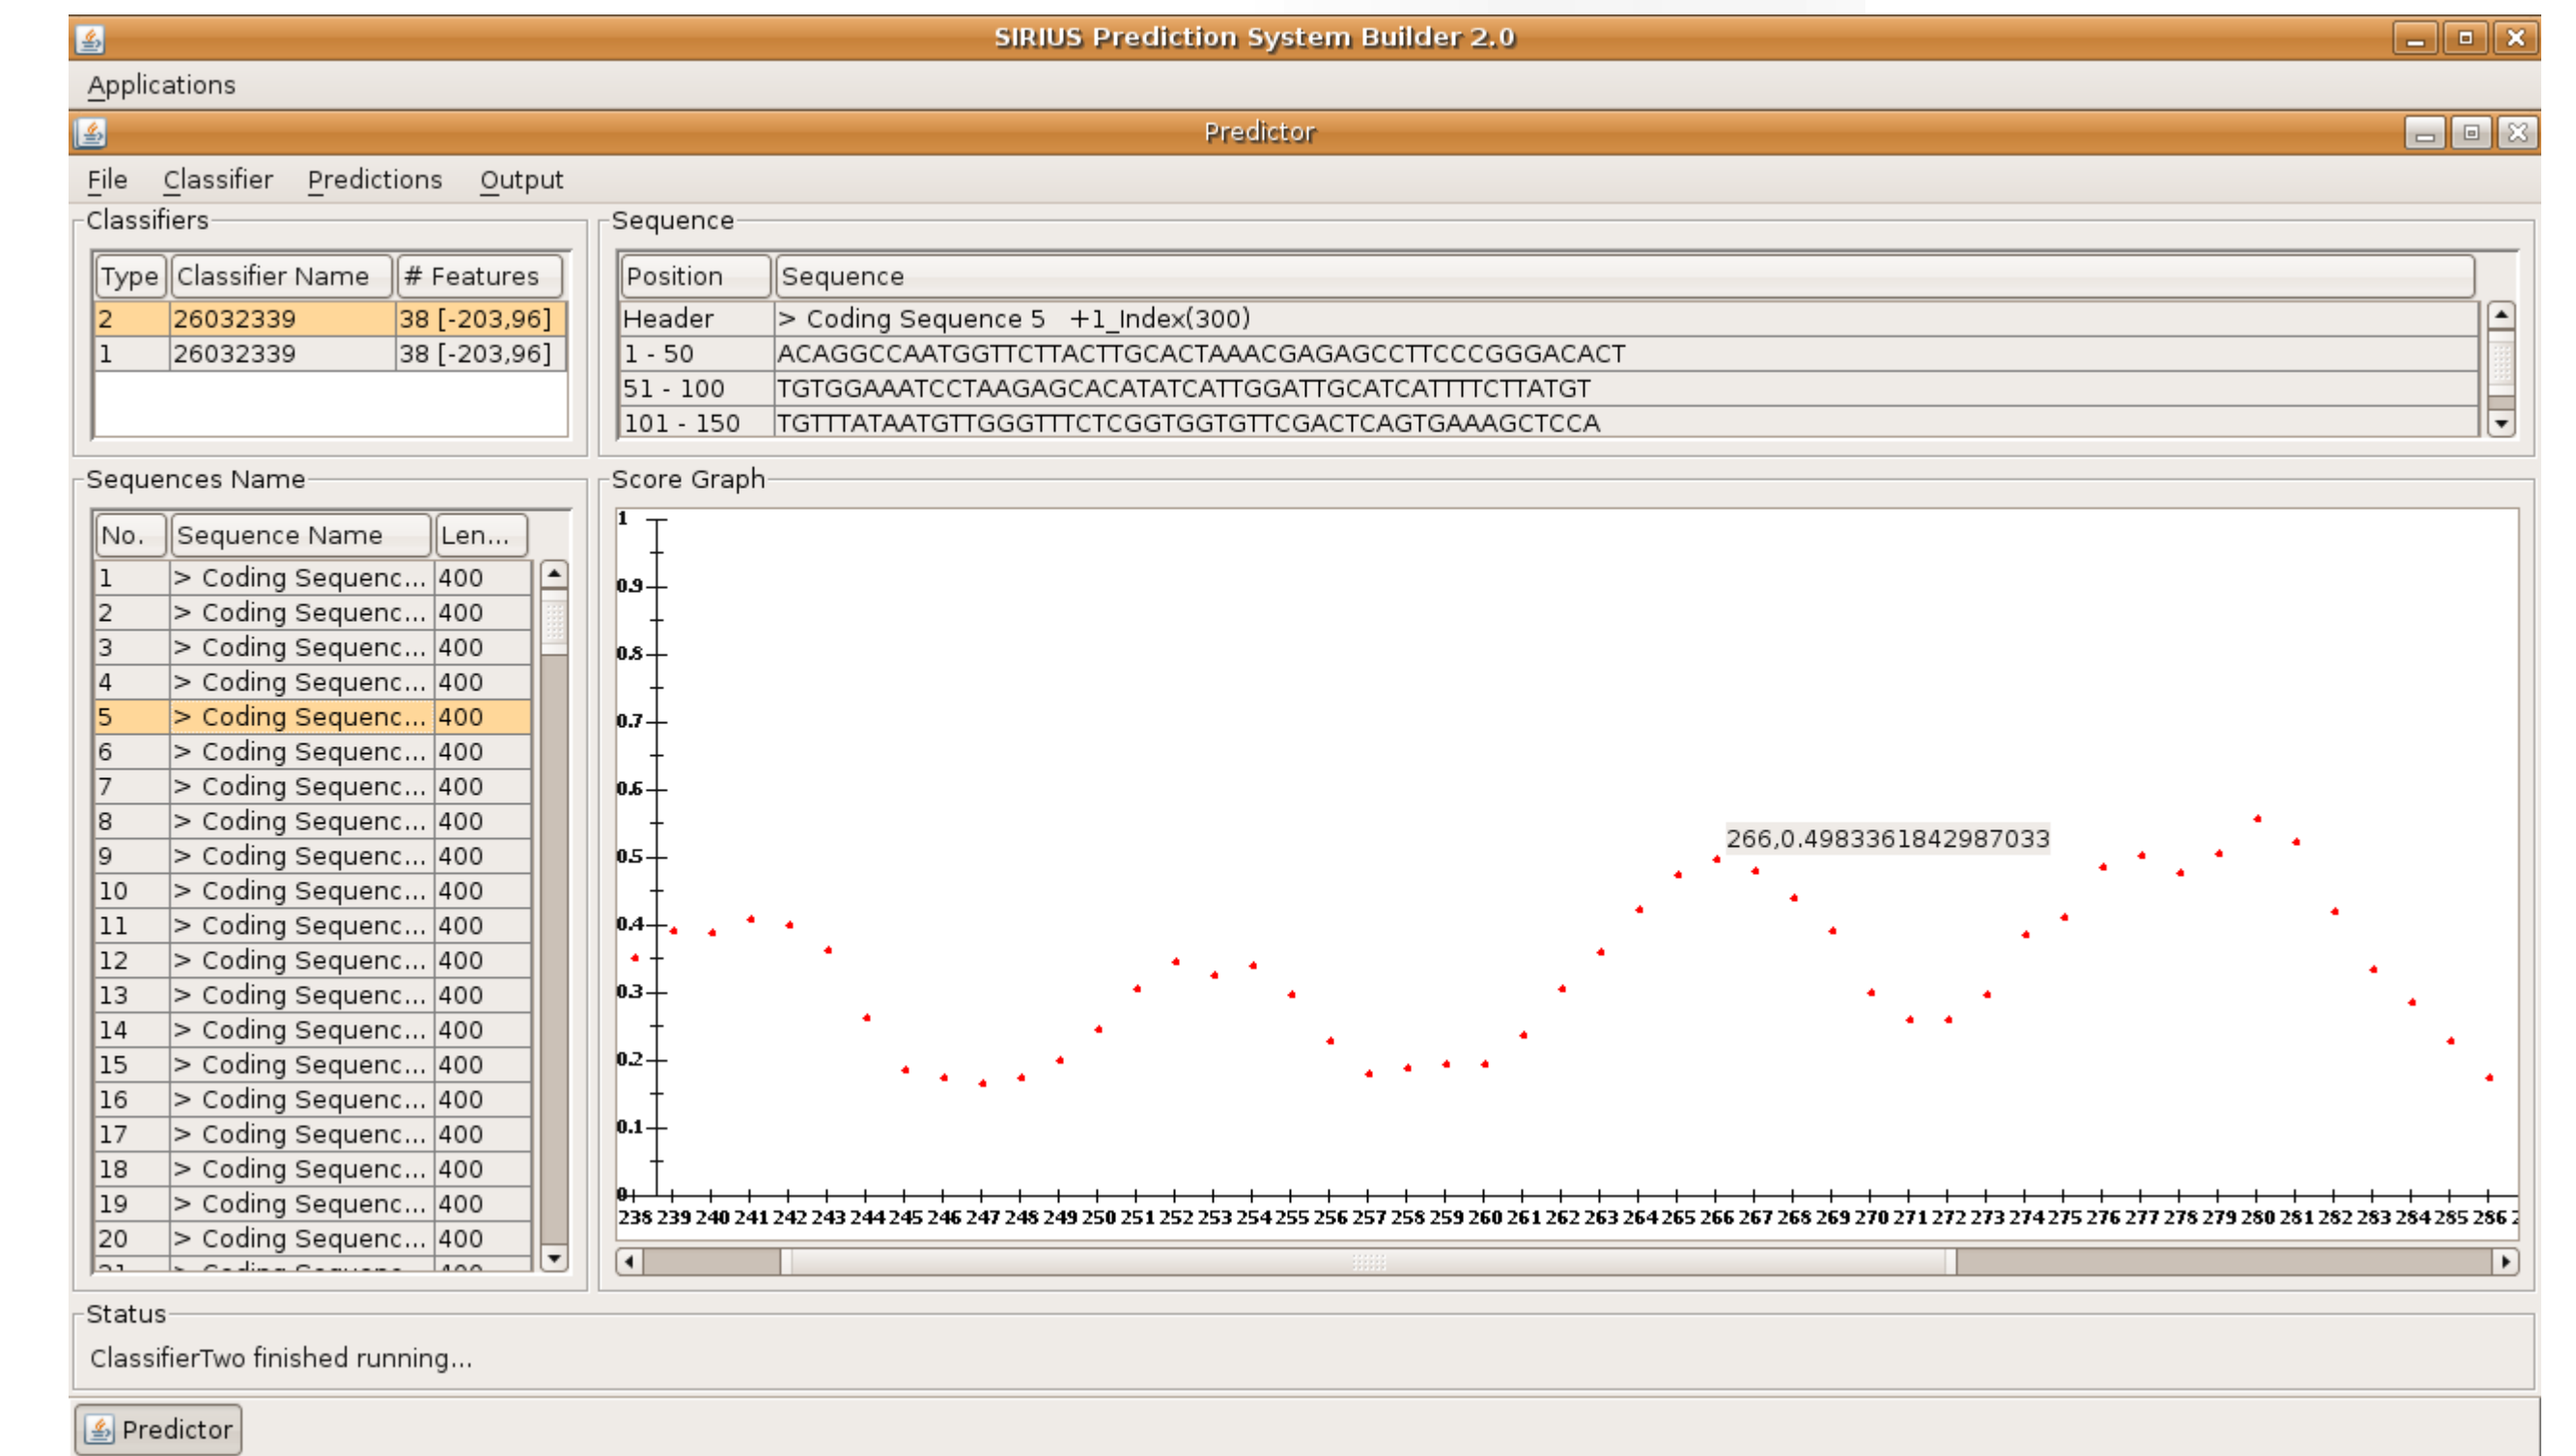 SIRIUS Prediction System Builder 2.0
Applications
Predictor
File Classifier Predictions Output
Classifiers
Type Classifier Name # Features
2 26032339 38 [-203,96]
1 26032339 38 [-203,96]
Sequence
Position Sequence
Header > Coding Sequence 5 +1_Index(300)
1 - 50 ACAGGCCAATGGTTCTTACTTGCACTAAACGAGAGCCTTCCCGGGACACT
51 - 100 TGTGGAAATCCTAAGAGCACATATCATTGGATTGCATCATTTTCTTATGT
101 - 150 TGTTTATAATGTTGGGTTTCTCGGTGGTGTTCGACTCAGTGAAAGCTCCA
Sequences Name
No. Sequence Name Len...
1 > Coding Sequenc... 400
2 > Coding Sequenc... 400
3 > Coding Sequenc... 400
4 > Coding Sequenc... 400
5 > Coding Sequenc... 400
6 > Coding Sequenc... 400
7 > Coding Sequenc... 400
8 > Coding Sequenc... 400
9 > Coding Sequenc... 400
10 > Coding Sequenc... 400
11 > Coding Sequenc... 400
12 > Coding Sequenc... 400
13 > Coding Sequenc... 400
14 > Coding Sequenc... 400
15 > Coding Sequenc... 400
16 > Coding Sequenc... 400
17 > Coding Sequenc... 400
18 > Coding Sequenc... 400
19 > Coding Sequenc... 400
20 > Coding Sequenc... 400
Score Graph
1
0.9
0.8
0.7
0.6
0.5
0.4
0.3
0.2
0.1
0
266,0.4983361842987033
238 239 240 241 242 243 244 245 246 247 248 249 250 251 252 253 254 255 256 257 258 259 260 261 262 263 264 265 266 267 268 269 270 271 272 273 274 275 276 277 278 279 280 281 282 283 284 285 286
Status
ClassifierTwo finished running...
Predictor